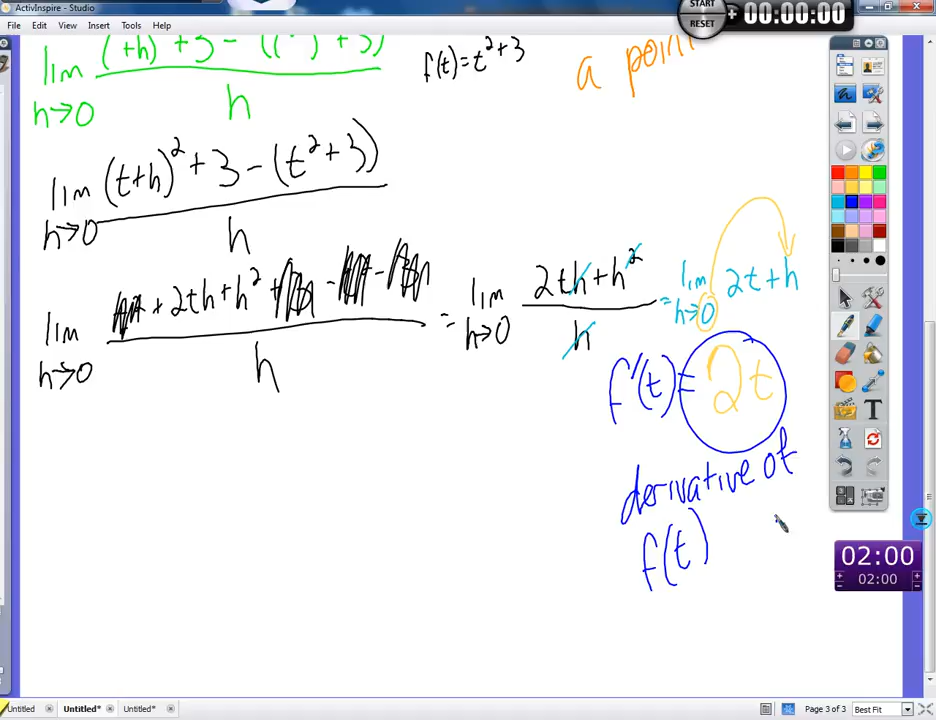 ActivInspire - Studio
START
RESET
+ 00:00:00
File Edit View Insert Tools Help
f(t)=t²+3
a point
lim h→0
h
lim h→0 (t+h)² + 3 - (t² + 3)
h
lim h→0 + 2th + h² + - -
h
= lim h→0 2th + h²
h
= lim h→0 2t + h
f'(t) = 2t
derivative of
f(t)
02:00
02:00
Untitled Untitled* Untitled*
Page 3 of 3 Best Fit